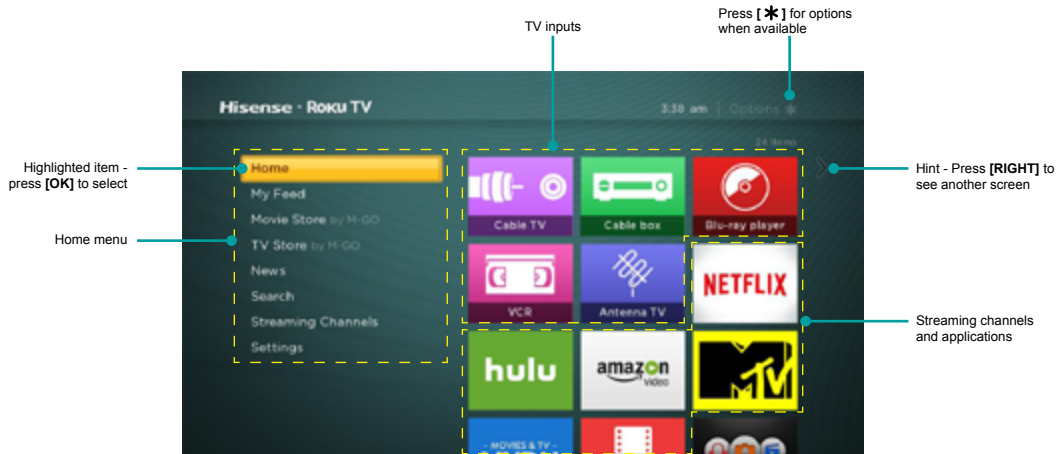 Press [ ✱ ] for options
when available
TV inputs
Hisense · Roku TV
3:38 am | Options ✱
24 items
Highlighted item -
press [OK] to select
Home menu
Home
My Feed
Movie Store by M-GO
TV Store by M-GO
News
Search
Streaming Channels
Settings
Cable TV
Cable box
Blu-ray player
VCR
Antenna TV
NETFLIX
hulu
amazon
video
MTV
- MOVIES & TV -
Hint - Press [RIGHT] to
see another screen
Streaming channels
and applications